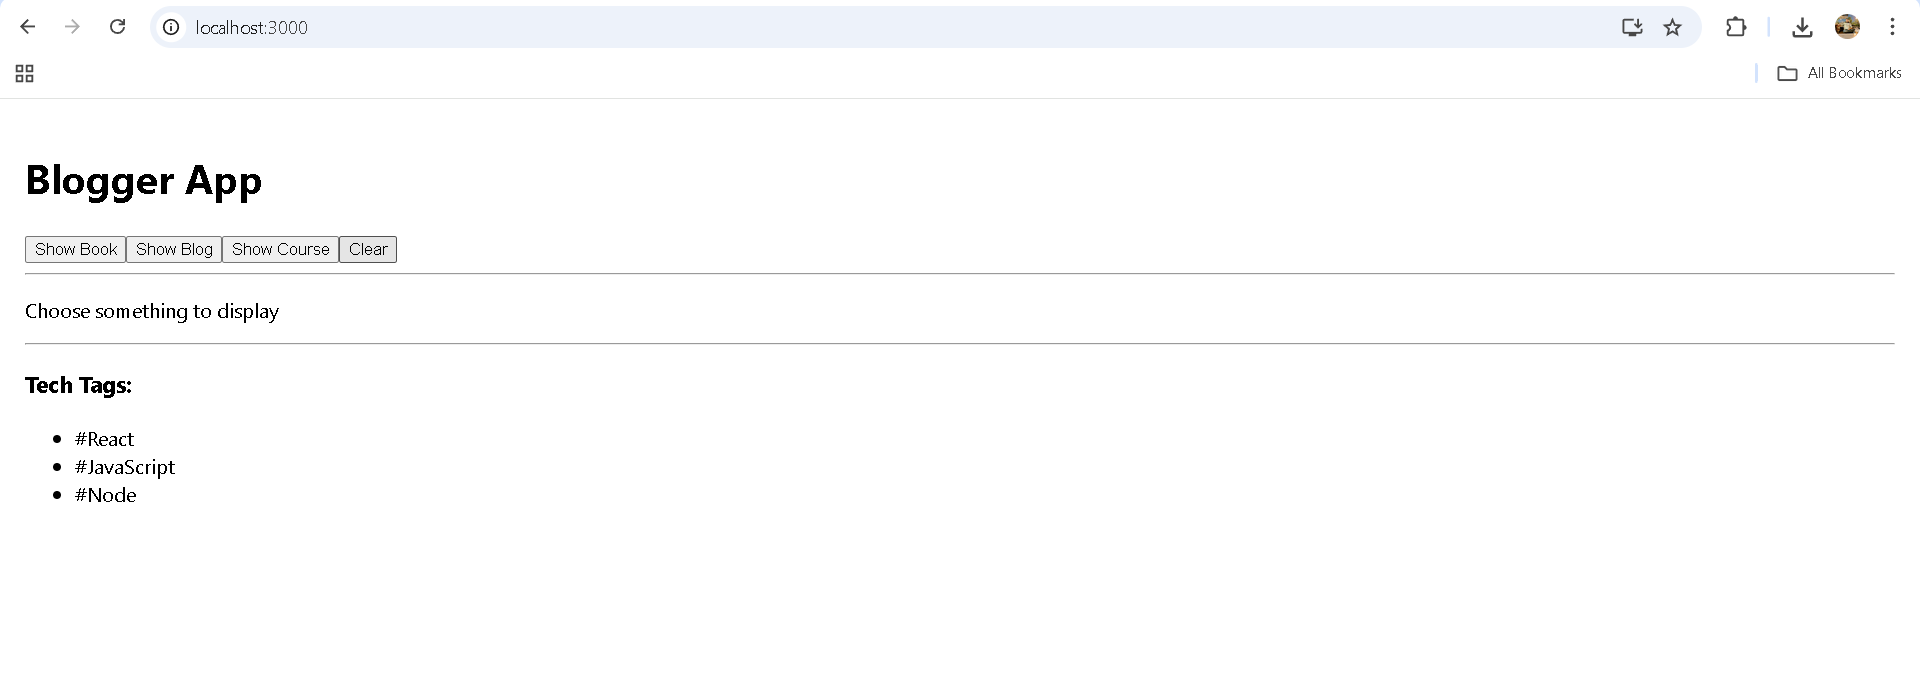 localhost:3000
All Bookmarks
Blogger App
Show Book Show Blog Show Course Clear
Choose something to display
Tech Tags:
#React
#JavaScript
#Node